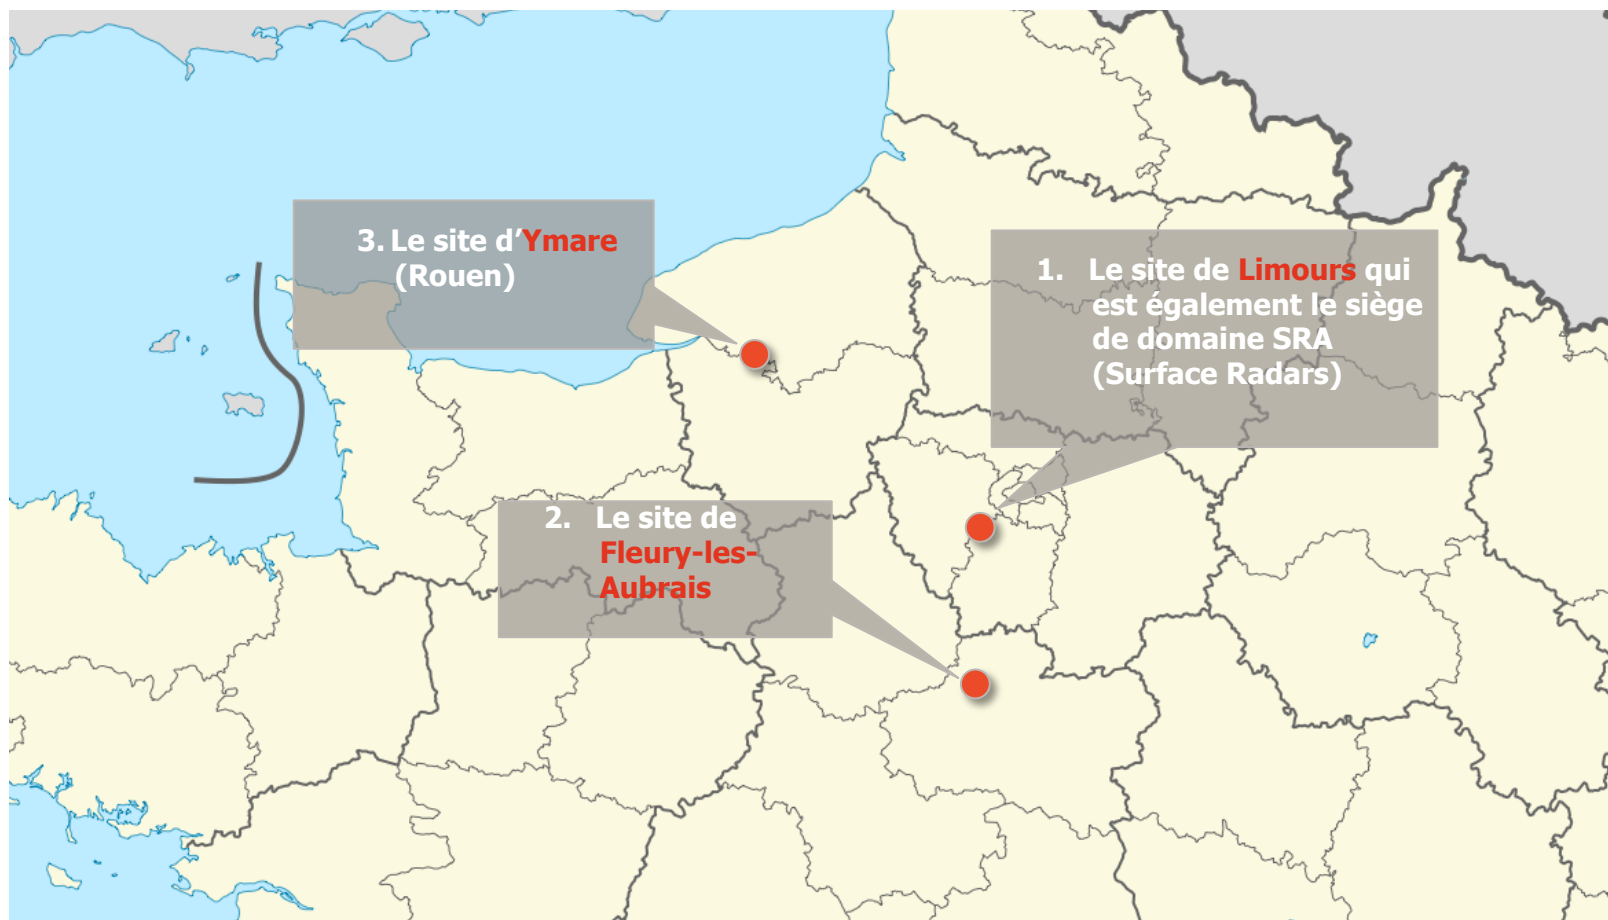 3. Le site d'Ymare
(Rouen)
1. Le site de Limours qui
est également le siège
de domaine SRA
(Surface Radars)
2. Le site de
Fleury-les-
Aubrais